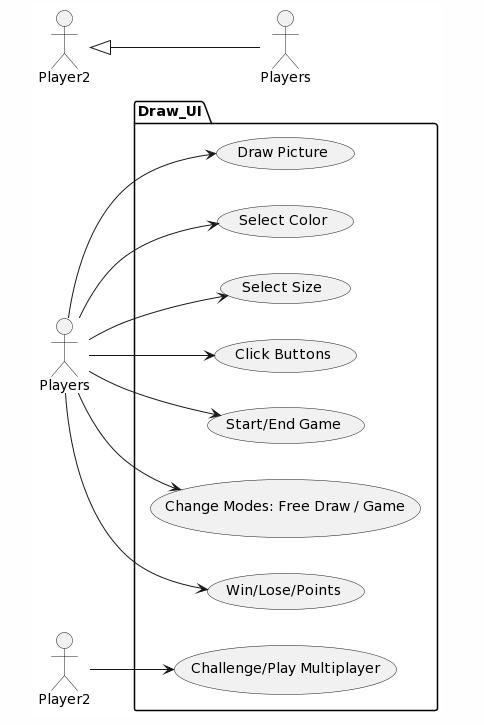 Player2
Players
Draw_UI
Draw Picture
Select Color
Select Size
Click Buttons
Players
Start/End Game
Change Modes: Free Draw / Game
Win/Lose/Points
Challenge/Play Multiplayer
Player2